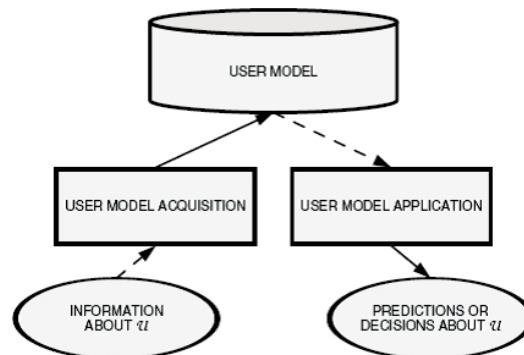 USER MODEL
USER MODEL ACQUISITION
USER MODEL APPLICATION
INFORMATION
ABOUT 𝒰
PREDICTIONS OR
DECISIONS ABOUT 𝒰